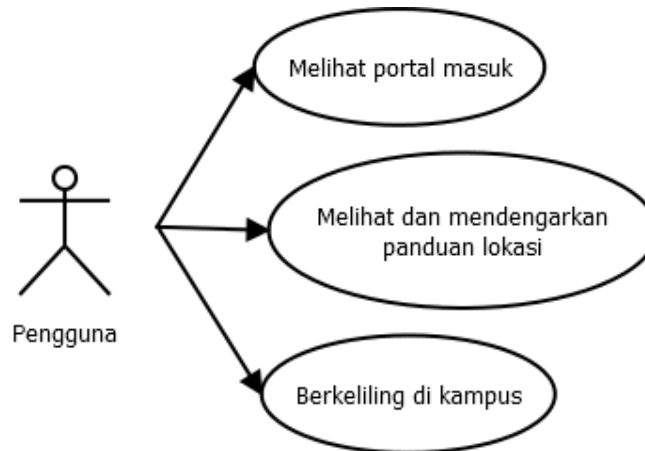 Melihat portal masuk
Melihat dan mendengarkan
panduan lokasi
Pengguna
Berkeliling di kampus